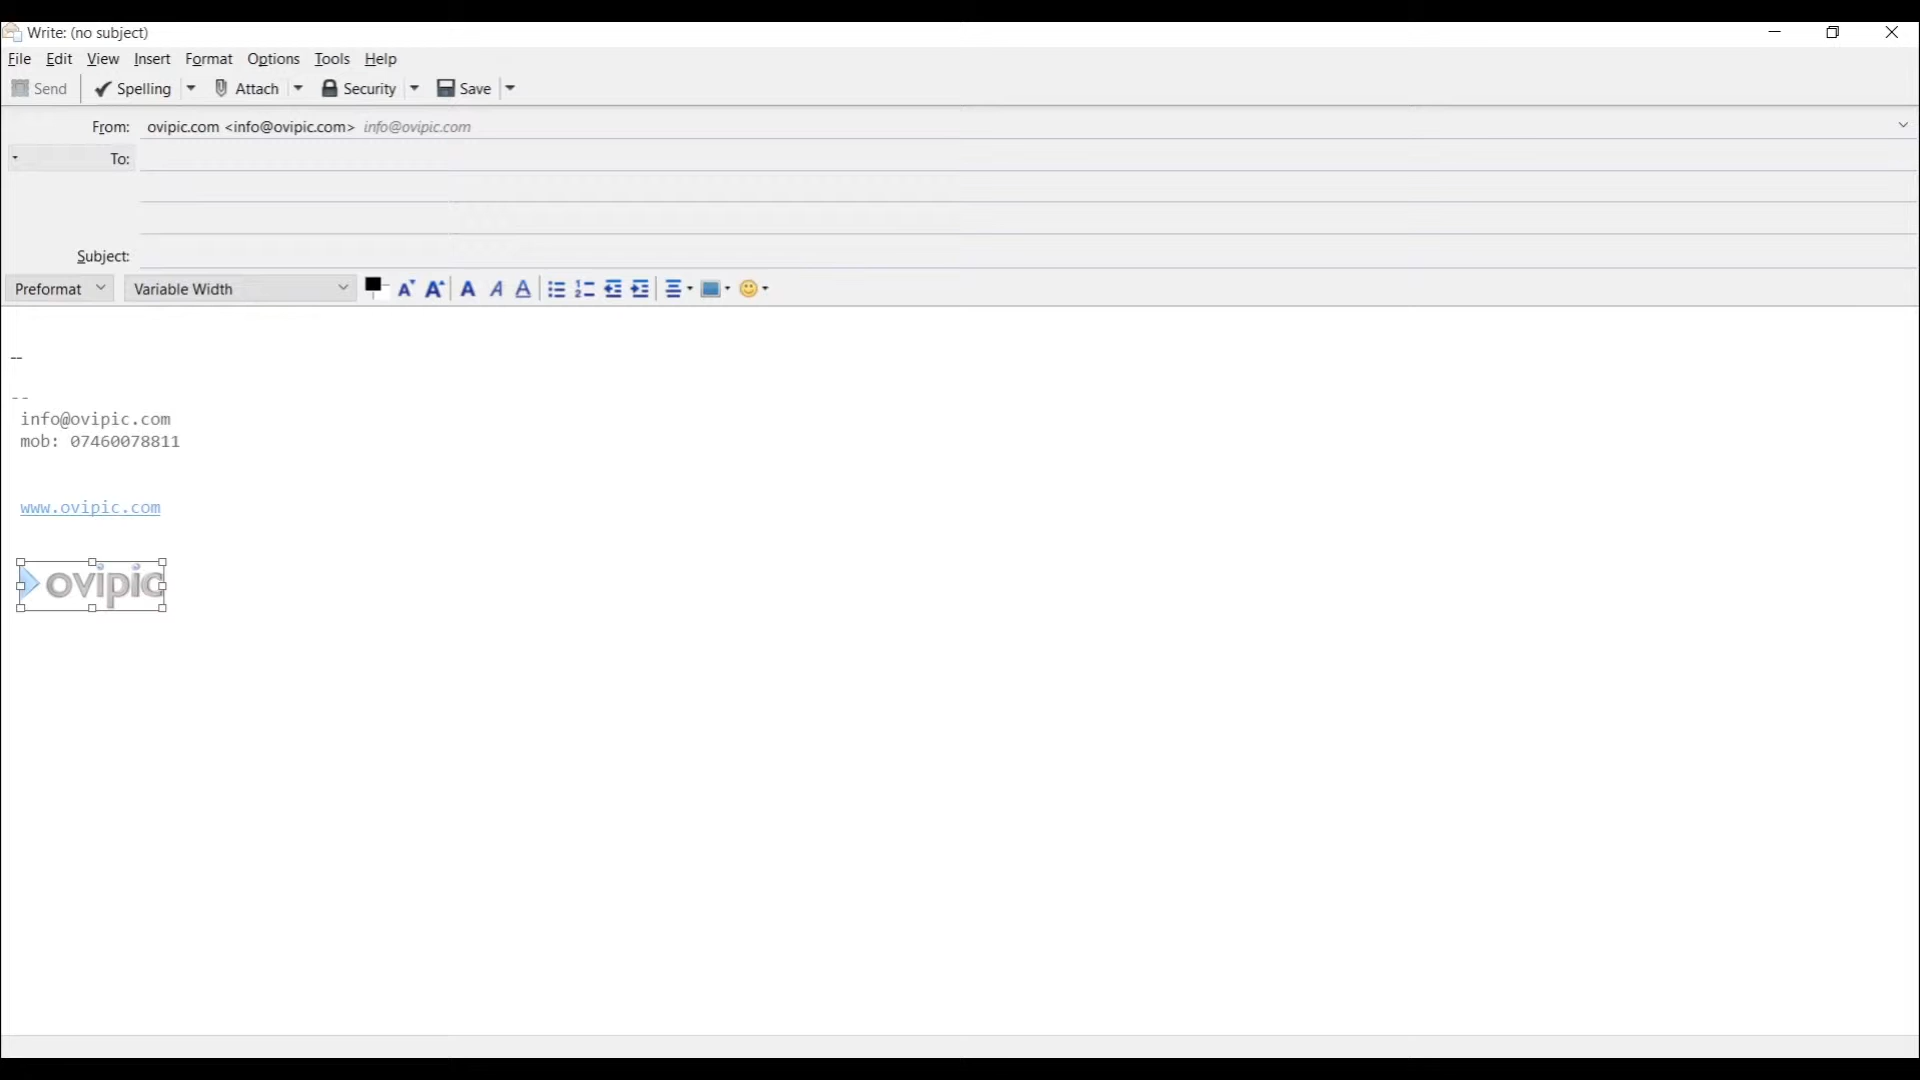 Write: (no subject)
File Edit View Insert Format Options Tools Help
Send Spelling Attach Security Save
From: ovipic.com <info@ovipic.com> info@ovipic.com
To:
Subject:
Preformat Variable Width A A A A A
--
--
info@ovipic.com
mob: 07460078811
www.ovipic.com
ovipic